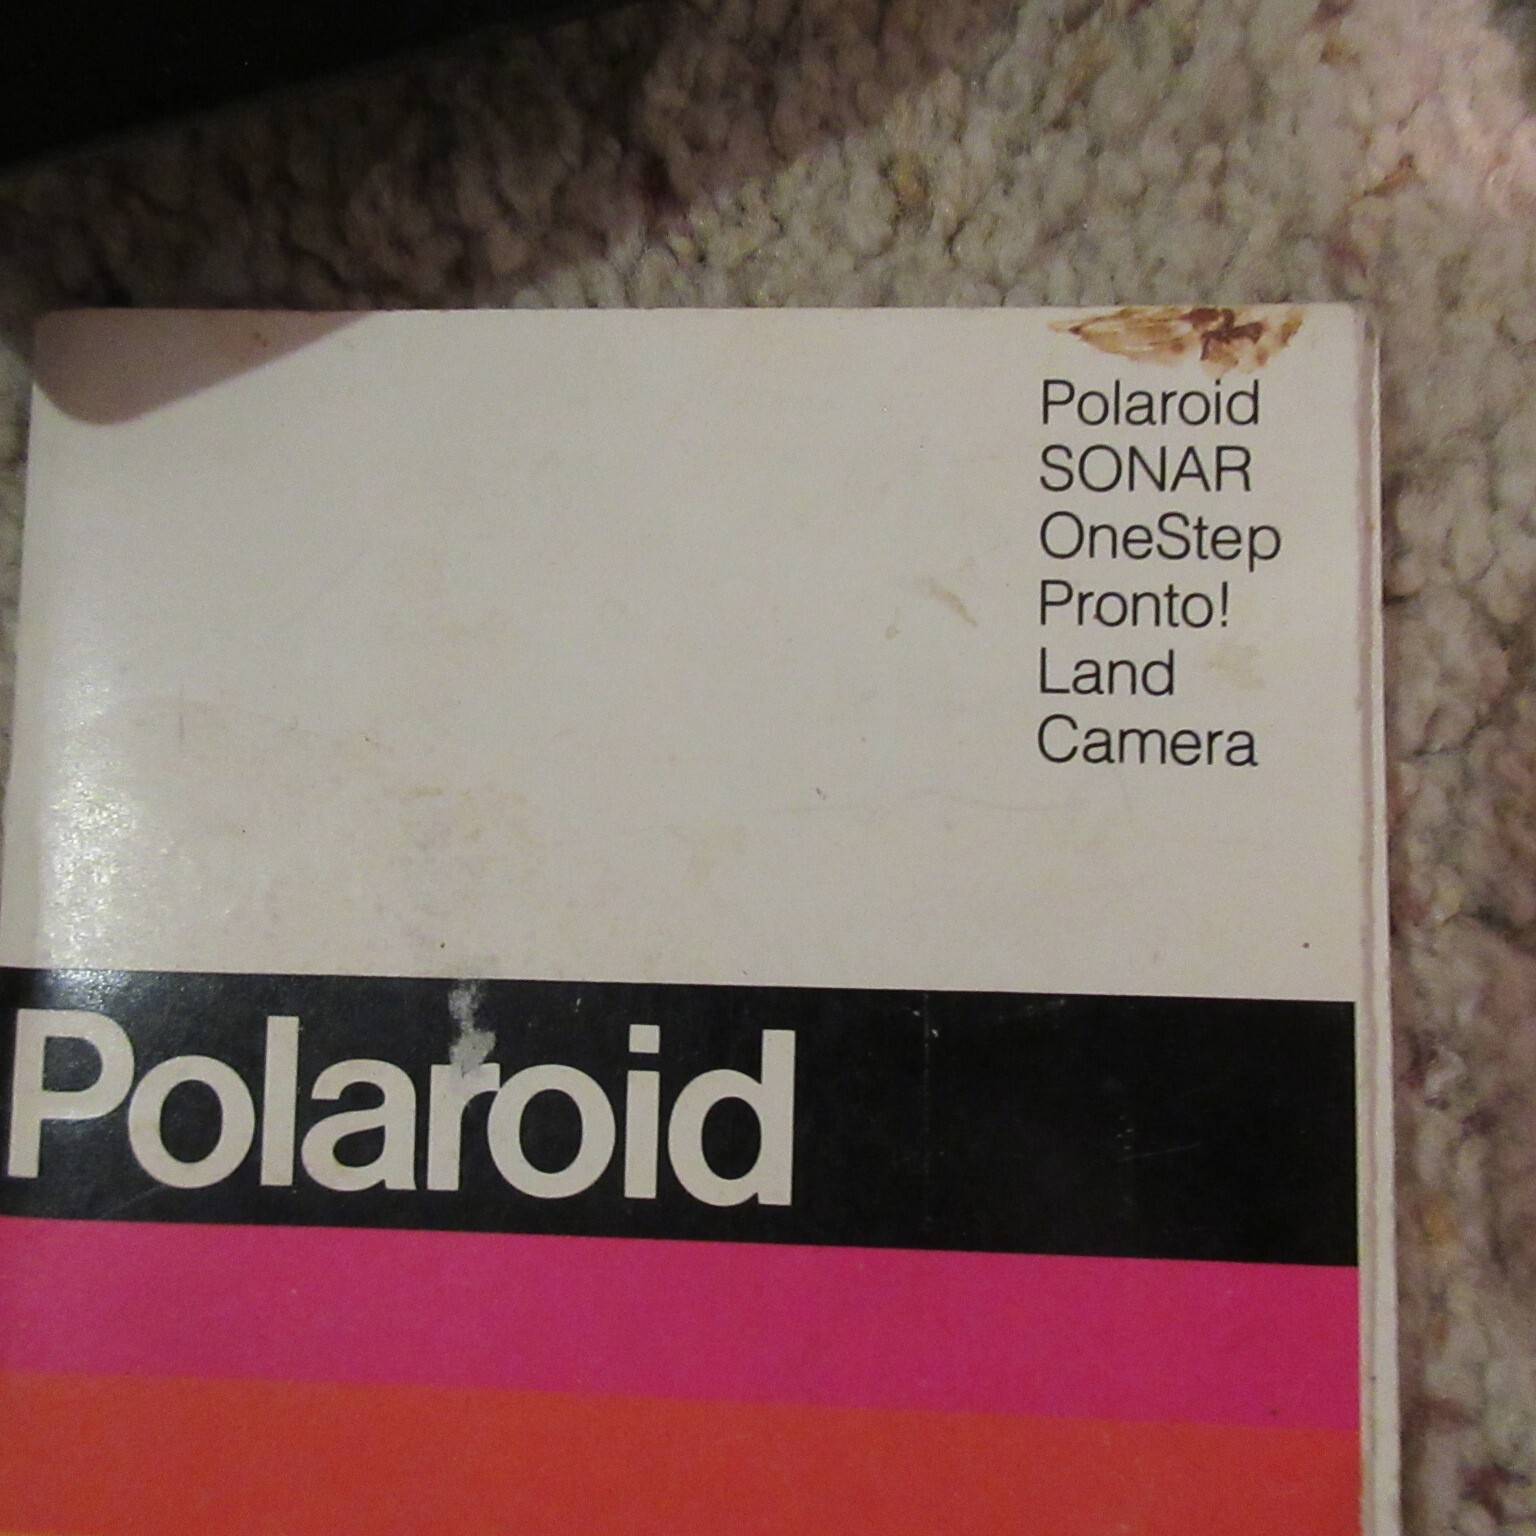 Polaroid
SONAR
OneStep
Pronto!
Land
Camera
Polaroid